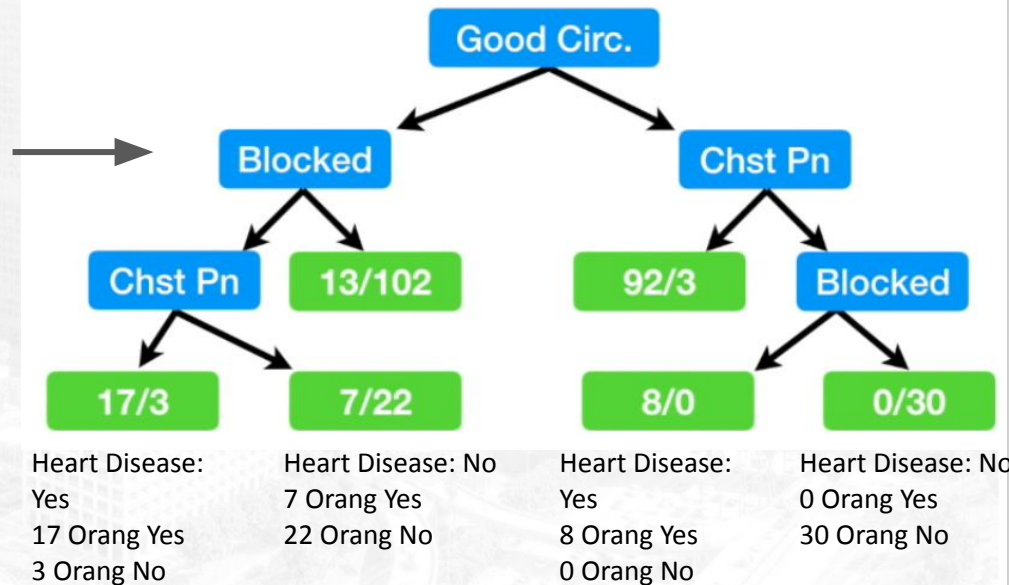 Good Circ.
Blocked
Chst Pn
Chst Pn
13/102
92/3
Blocked
17/3
7/22
8/0
0/30
Heart Disease:
Yes
17 Orang Yes
3 Orang No
Heart Disease: No
7 Orang Yes
22 Orang No
Heart Disease:
Yes
8 Orang Yes
0 Orang No
Heart Disease: No
0 Orang Yes
30 Orang No